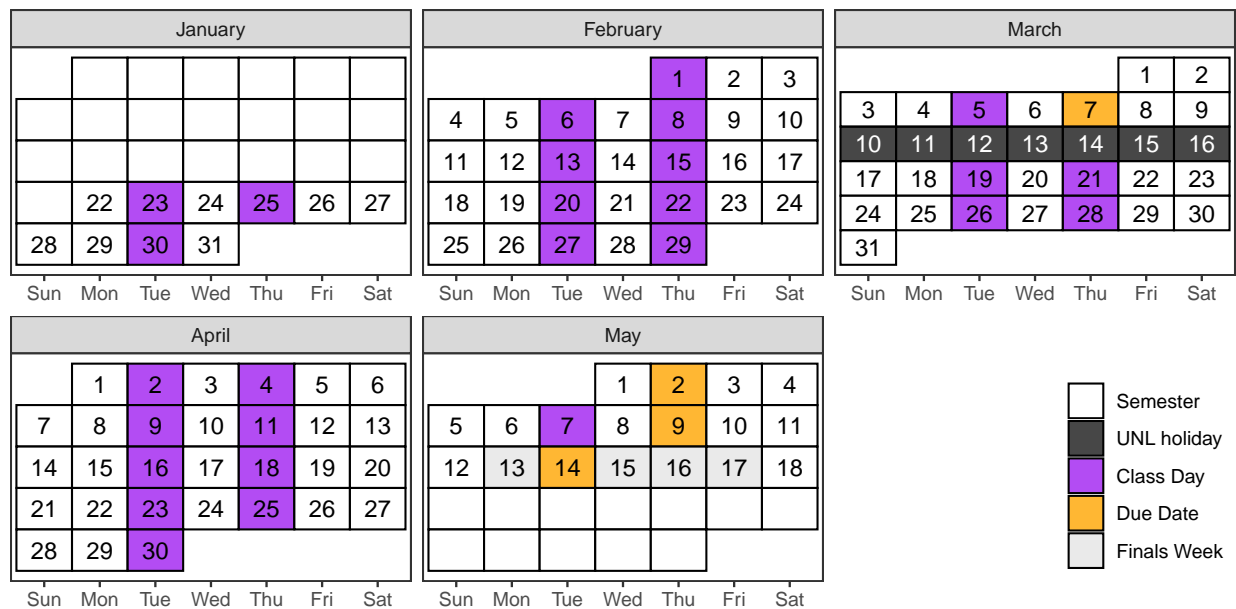 January
22 23 24 25 26 27
28 29 30 31
Sun Mon Tue Wed Thu Fri Sat
February
1 2 3
4 5 6 7 8 9 10
11 12 13 14 15 16 17
18 19 20 21 22 23 24
25 26 27 28 29
Sun Mon Tue Wed Thu Fri Sat
March
1 2
3 4 5 6 7 8 9
10 11 12 13 14 15 16
17 18 19 20 21 22 23
24 25 26 27 28 29 30
31
Sun Mon Tue Wed Thu Fri Sat
April
1 2 3 4 5 6
7 8 9 10 11 12 13
14 15 16 17 18 19 20
21 22 23 24 25 26 27
28 29 30
Sun Mon Tue Wed Thu Fri Sat
May
1 2 3 4
5 6 7 8 9 10 11
12 13 14 15 16 17 18
Sun Mon Tue Wed Thu Fri Sat
Semester
UNL holiday
Class Day
Due Date
Finals Week